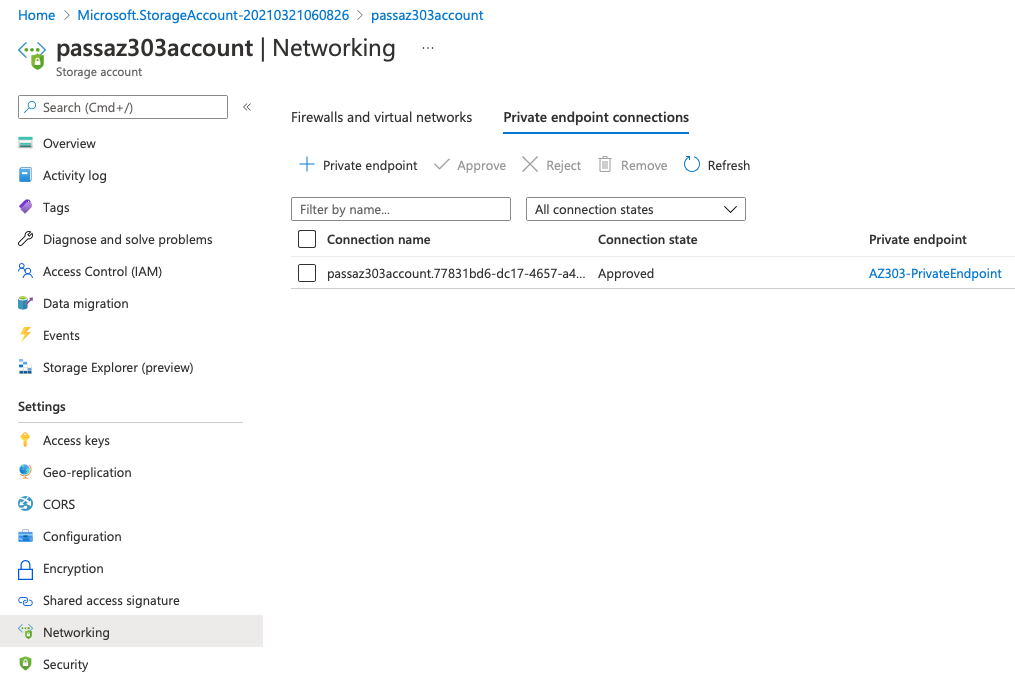 Home > Microsoft.StorageAccount-20210321060826 > passaz303account
passaz303account | Networking ...
Storage account
Search (Cmd+/) «
Overview
Activity log
Tags
Diagnose and solve problems
Access Control (IAM)
Data migration
Events
Storage Explorer (preview)
Settings
Access keys
Geo-replication
CORS
Configuration
Encryption
Shared access signature
Networking
Security
Firewalls and virtual networks Private endpoint connections
+ Private endpoint Approve Reject Remove Refresh
Filter by name... All connection states
Connection name Connection state Private endpoint
passaz303account.77831bd6-dc17-4657-a4... Approved AZ303-PrivateEndpoint